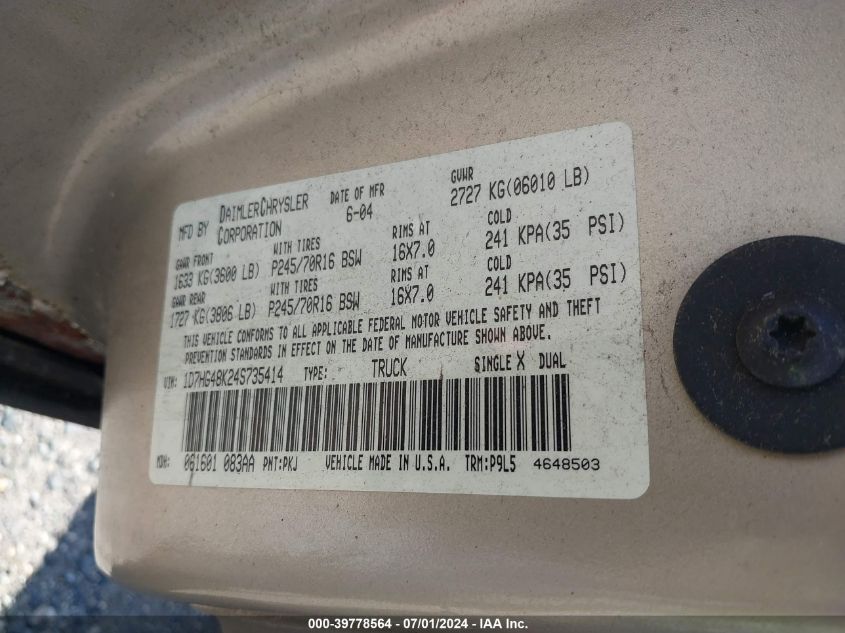 MFD BY DAIMLERCHRYSLER CORPORATION
DATE OF MFR 6-04
GVWR 2727 KG(06010 LB)
GAWR FRONT 1633 KG(3600 LB)
WITH TIRES P245/70R16 BSW
RIMS AT 16X7.0
COLD 241 KPA(35 PSI)
GAWR REAR 1727 KG(3806 LB)
WITH TIRES P245/70R16 BSW
RIMS AT 16X7.0
COLD 241 KPA(35 PSI)
THIS VEHICLE CONFORMS TO ALL APPLICABLE FEDERAL MOTOR VEHICLE SAFETY AND THEFT
PREVENTION STANDARDS IN EFFECT ON THE DATE OF MANUFACTURE SHOWN ABOVE.
VIN: 1D7HG48K24S735414 TYPE: TRUCK SINGLE X DUAL
MDH: 061601 083AA PNT:PKJ VEHICLE MADE IN U.S.A. TRM:P9L5 4648503
000-39778564 / 07/01/2024 - IAA Inc.